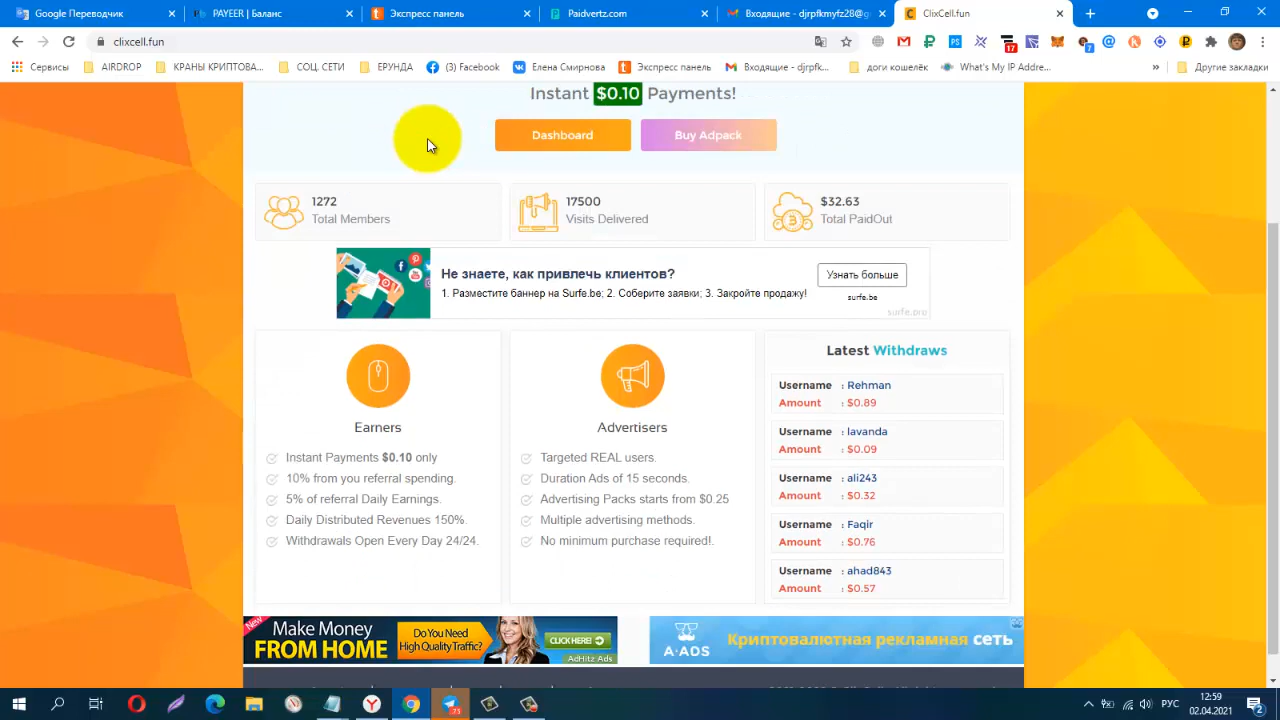 Google Переводчик
PAYEER | Баланс
Экспресс панель
Paidvertz.com
Входящие - djrpfkmyfz28@g
ClixCell.fun
clixcell.fun
17
7
Сервисы
AIRDROP
КРАНЫ КРИПТОВА...
СОЦ СЕТИ
ЕРУНДА
(3) Facebook
Елена Смирнова
Экспресс панель
Входящие - djrpfk...
доги кошелёк
What's My IP Addre...
»
Другие закладки
Instant $0.10 Payments!
Dashboard
Buy Adpack
1272
Total Members
17500
Visits Delivered
$32.63
Total PaidOut
Не знаете, как привлечь клиентов?
1. Разместите баннер на Surfe.be; 2. Соберите заявки; 3. Закройте продажу!
Узнать больше
surfe.be
surfe.pro
Earners
Instant Payments $0.10 only
10% from you referral spending.
5% of referral Daily Earnings.
Daily Distributed Revenues 150%.
Withdrawals Open Every Day 24/24.
Advertisers
Targeted REAL users.
Duration Ads of 15 seconds.
Advertising Packs starts from $0.25
Multiple advertising methods.
No minimum purchase required!.
Latest Withdraws
Username : Rehman
Amount : $0.89
Username : lavanda
Amount : $0.09
Username : ali243
Amount : $0.32
Username : Faqir
Amount : $0.76
Username : ahad843
Amount : $0.57
New
Make Money
FROM HOME
Do You Need
High Quality Traffic?
CLICK HERE!
AdHitz Ads
A-ADS
Криптовалютная рекламная сеть
РУС
12:59
02.04.2021
2